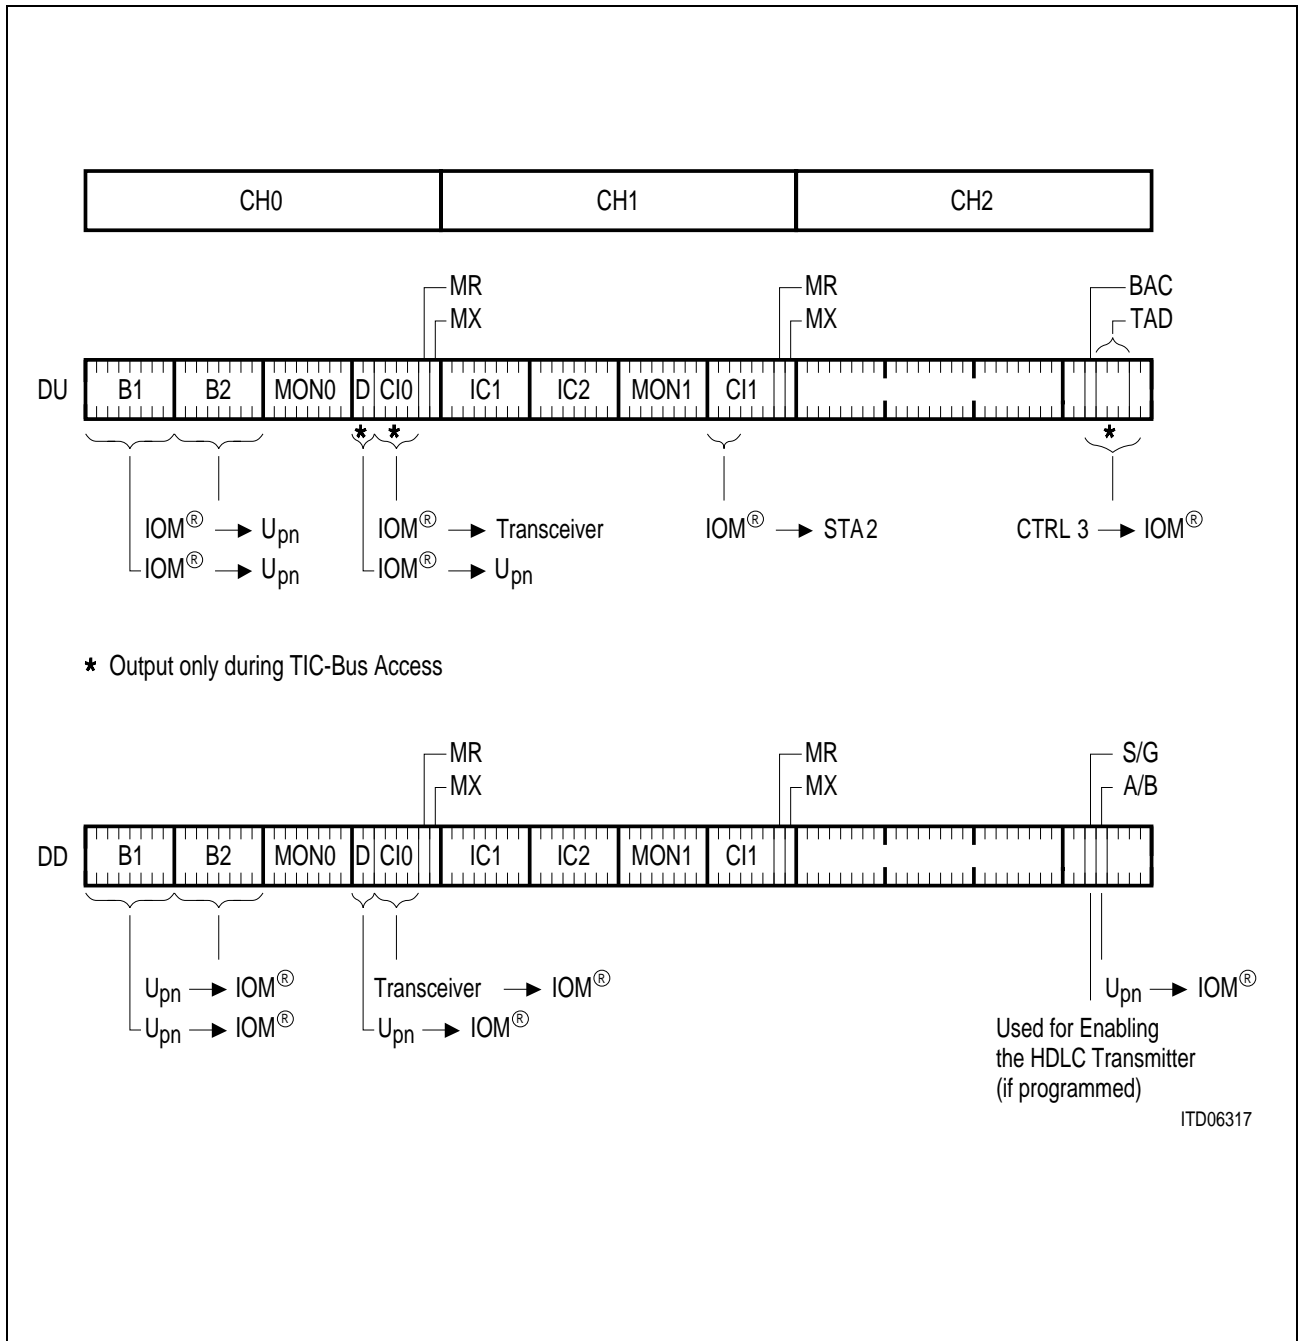 CH0 CH1 CH2
MR MR BAC
MX MX TAD
DU B1 B2 MON0 D CI0 IC1 IC2 MON1 CI1
* * *
IOM® → Upn IOM® → Transceiver IOM® → STA2 CTRL 3 → IOM®
IOM® → Upn IOM® → Upn
* Output only during TIC-Bus Access
MR MR S/G
MX MX A/B
DD B1 B2 MON0 D CI0 IC1 IC2 MON1 CI1
Upn → IOM® Transceiver → IOM® Upn → IOM®
Upn → IOM® Upn → IOM®
Used for Enabling
the HDLC Transmitter
(if programmed)
ITD06317